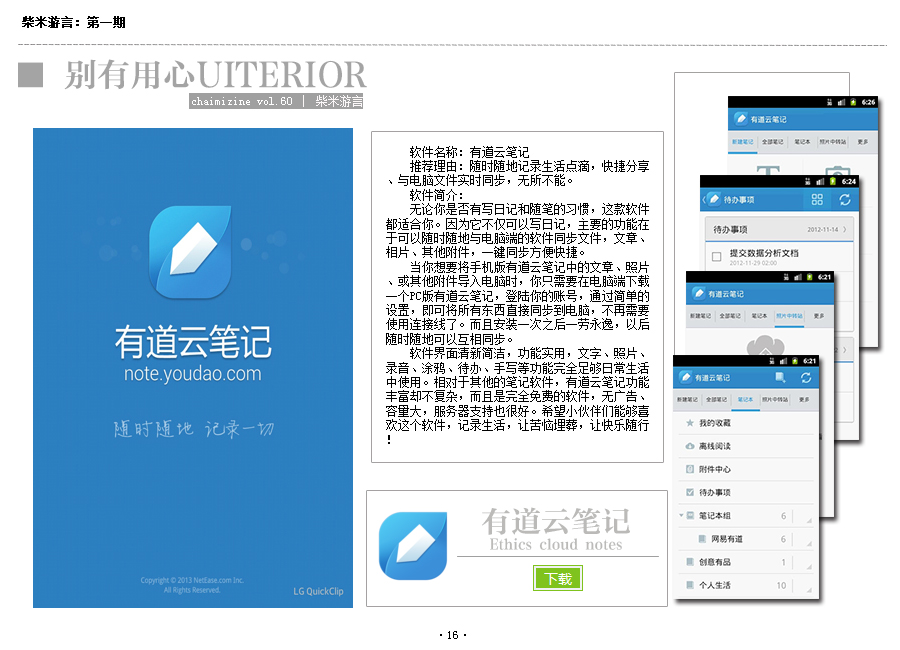 柴米游言：第一期
别有用心UITERIOR
chaimizine vol.60 | 柴米游言
有道云笔记
note.youdao.com
随时随地 记录一切
Copyright © 2013 NetEase.com Inc.
All Rights Reserved.
LG QuickClip
软件名称：有道云笔记
推荐理由：随时随地记录生活点滴，快捷分享
、与电脑文件实时同步，无所不能。
软件简介：
无论你是否有写日记和随笔的习惯，这款软件
都适合你。因为它不仅可以写日记，主要的功能在
于可以随时随地与电脑端的软件同步文件，文章、
相片、其他附件，一键同步方便快捷。
当你想要将手机版有道云笔记中的文章、照片
、或其他附件导入电脑时，你只需要在电脑端下载
一个PC版有道云笔记，登陆你的账号，通过简单的
设置，即可将所有东西直接同步到电脑，不再需要
使用连接线了。而且安装一次之后一劳永逸，以后
随时随地可以互相同步。
软件界面清新简洁，功能实用，文字、照片、
录音、涂鸦、待办、手写等功能完全足够日常生活
中使用。相对于其他的笔记软件，有道云笔记功能
丰富却不复杂，而且是完全免费的软件，无广告、
容量大，服务器支持也很好。希望小伙伴们能够喜
欢这个软件，记录生活，让苦恼埋葬，让快乐随行
！
有道云笔记
Ethics cloud notes
下载
6:26
有道云笔记
新建笔记 全部笔记 笔记本 照片中转站 更多
6:24
待办事项
待办事项 2012-11-14
提交数据分析文档
2012-11-29 02:00
6:21
有道云笔记
新建笔记 全部笔记 笔记本 照片中转站 更多
6:21
有道云笔记
新建笔记 全部笔记 笔记本 照片中转站 更多
我的收藏
离线阅读
附件中心
待办事项
笔记本组 6
网易有道 6
创意有品 1
个人生活 10
· 16 ·